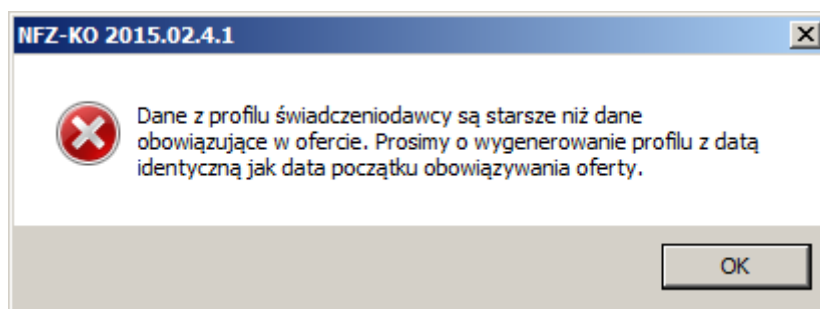 NFZ-KO 2015.02.4.1
Dane z profilu świadczeniodawcy są starsze niż dane
obowiązujące w ofercie. Prosimy o wygenerowanie profilu z datą
identyczną jak data początku obowiązywania oferty.
OK